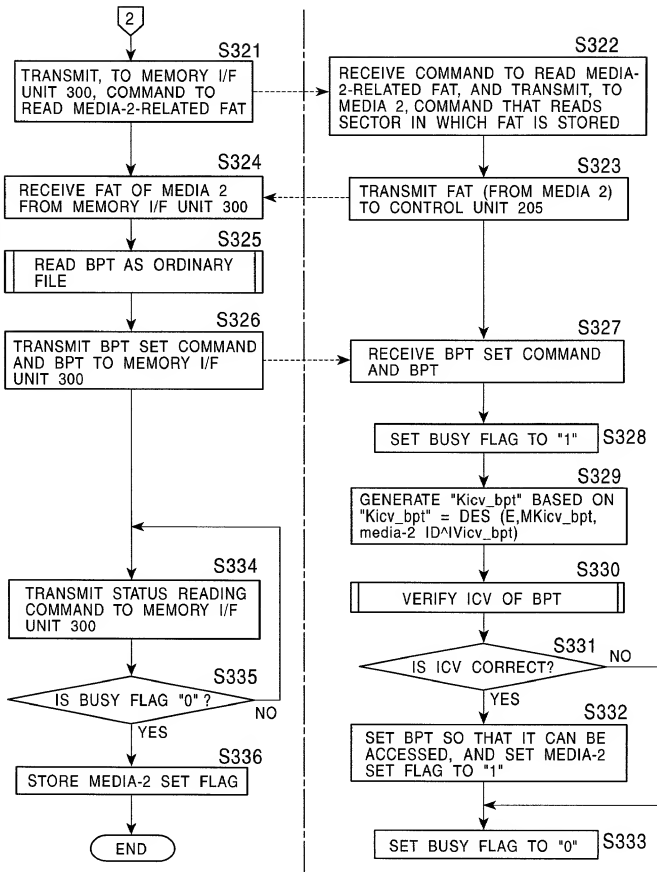 2
S321
TRANSMIT, TO MEMORY I/F
UNIT 300, COMMAND TO
READ MEDIA-2-RELATED FAT
S322
RECEIVE COMMAND TO READ MEDIA-
2-RELATED FAT, AND TRANSMIT, TO
MEDIA 2, COMMAND THAT READS
SECTOR IN WHICH FAT IS STORED
S324
RECEIVE FAT OF MEDIA 2
FROM MEMORY I/F UNIT 300
S323
TRANSMIT FAT (FROM MEDIA 2)
TO CONTROL UNIT 205
S325
READ BPT AS ORDINARY
FILE
S326
TRANSMIT BPT SET COMMAND
AND BPT TO MEMORY I/F
UNIT 300
S327
RECEIVE BPT SET COMMAND
AND BPT
SET BUSY FLAG TO "1"
S328
S329
GENERATE "Kicv_bpt" BASED ON
"Kicv_bpt" = DES (E,MKicv_bpt,
media-2 ID^IVicv_bpt)
S330
VERIFY ICV OF BPT
S331
IS ICV CORRECT?
NO
YES
S332
SET BPT SO THAT IT CAN BE
ACCESSED, AND SET MEDIA-2
SET FLAG TO "1"
SET BUSY FLAG TO "0"
S333
S334
TRANSMIT STATUS READING
COMMAND TO MEMORY I/F
UNIT 300
S335
IS BUSY FLAG "0"?
NO
YES
S336
STORE MEDIA-2 SET FLAG
END